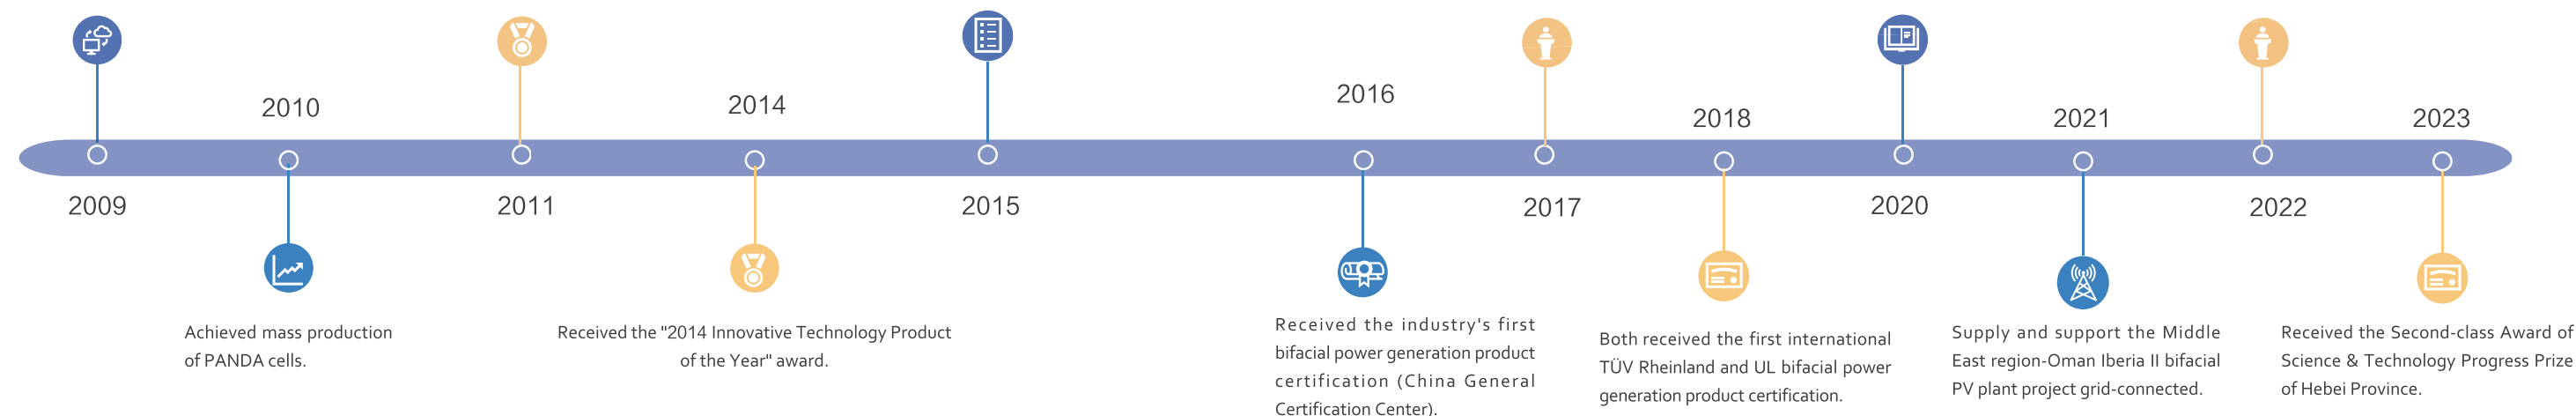 2010
2014
2016
2018
2021
2023
2009
2011
2015
2017
2020
2022
Achieved mass production
of PANDA cells.
Received the "2014 Innovative Technology Product
of the Year" award.
Received the industry's first
bifacial power generation product
certification (China General
Certification Center).
Both received the first international
TÜV Rheinland and UL bifacial power
generation product certification.
Supply and support the Middle
East region-Oman Iberia II bifacial
PV plant project grid-connected.
Received the Second-class Award of
Science & Technology Progress Prize
of Hebei Province.